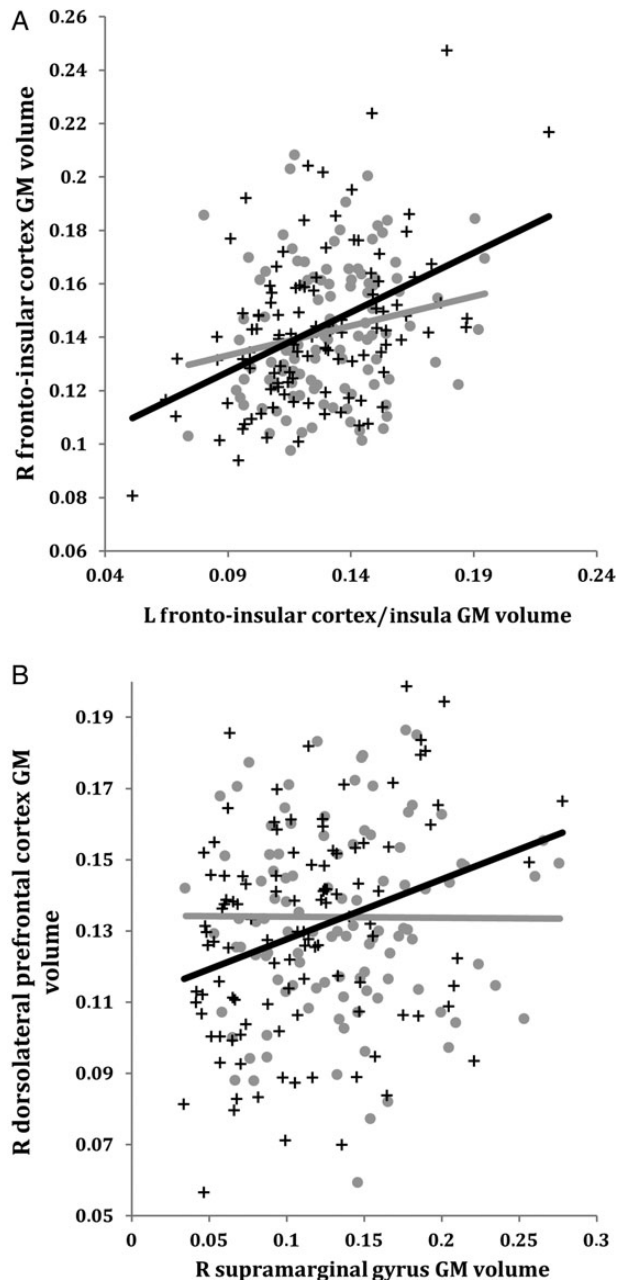 A
0.26
0.24
0.22
0.2
0.18
0.16
0.14
0.12
0.1
0.08
0.06
R fronto-insular cortex GM volume
0.04 0.09 0.14 0.19 0.24
L fronto-insular cortex/insula GM volume
B
0 0.05 0.1 0.15 0.2 0.25 0.3
0.19
0.17
0.15
0.13
0.11
0.09
0.07
0.05
R dorsolateral prefrontal cortex GM
volume
R supramarginal gyrus GM volume